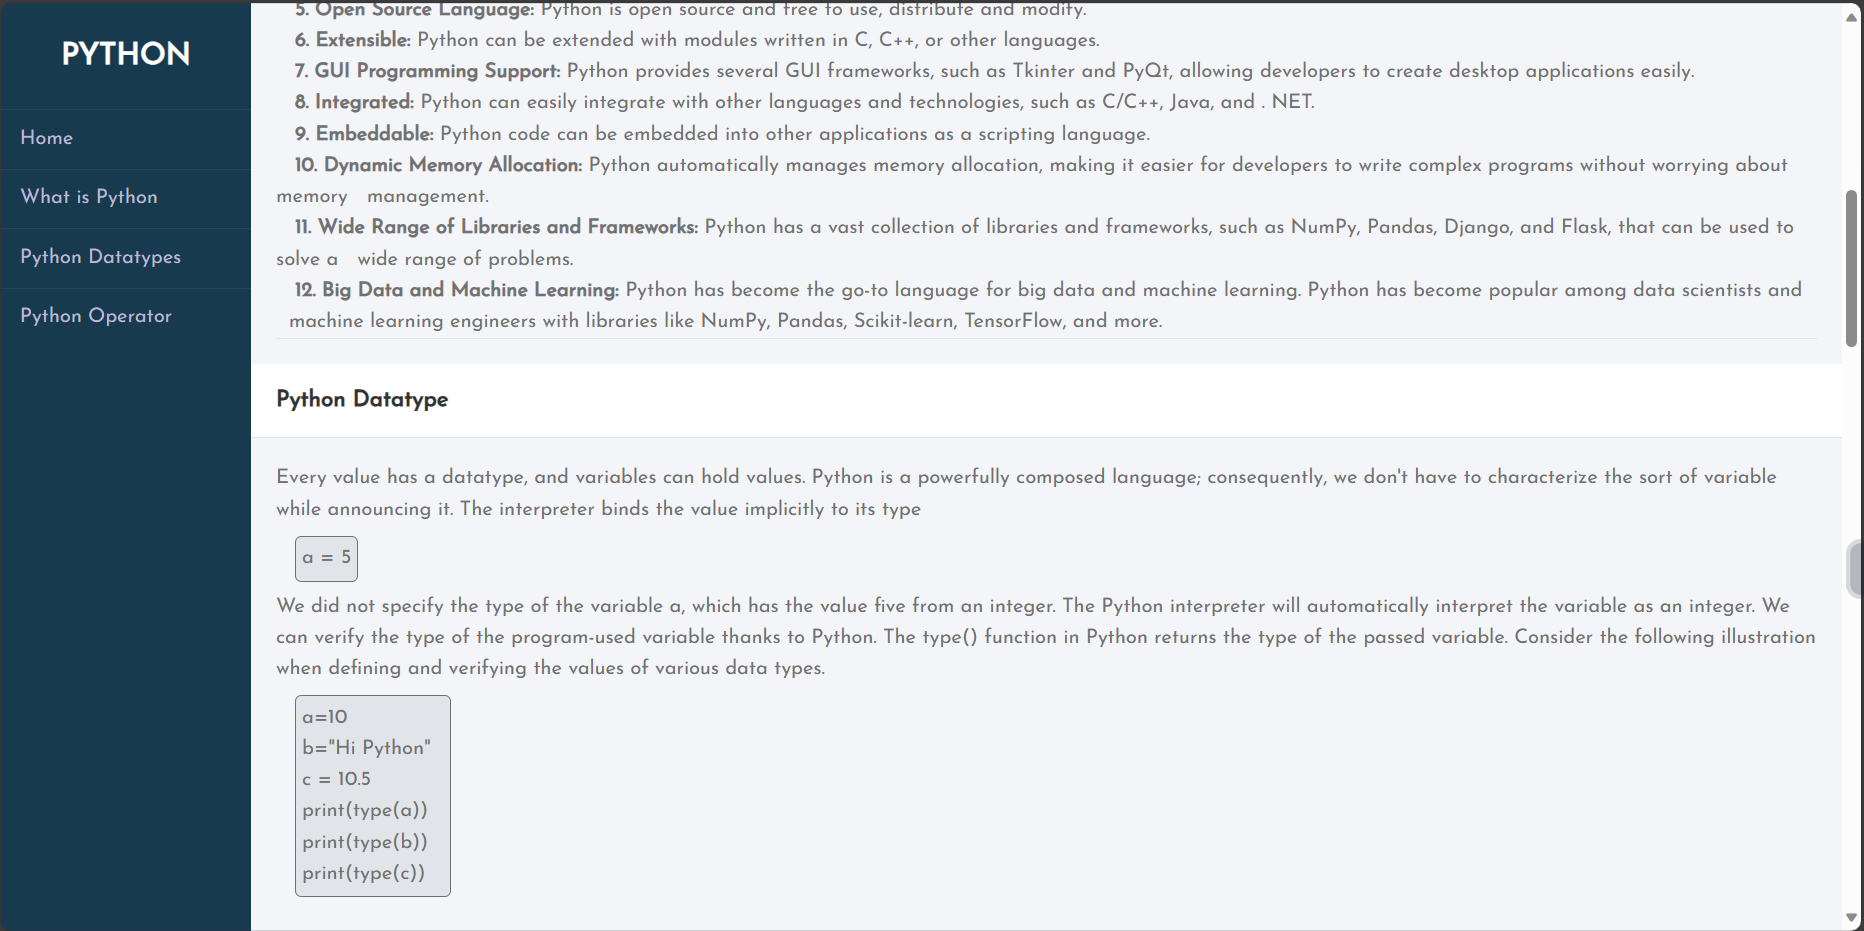 PYTHON
Home
What is Python
Python Datatypes
Python Operator
5. Open Source Language: Python is open source and free to use, distribute and modify.
6. Extensible: Python can be extended with modules written in C, C++, or other languages.
7. GUI Programming Support: Python provides several GUI frameworks, such as Tkinter and PyQt, allowing developers to create desktop applications easily.
8. Integrated: Python can easily integrate with other languages and technologies, such as C/C++, Java, and . NET.
9. Embeddable: Python code can be embedded into other applications as a scripting language.
10. Dynamic Memory Allocation: Python automatically manages memory allocation, making it easier for developers to write complex programs without worrying about
memory management.
11. Wide Range of Libraries and Frameworks: Python has a vast collection of libraries and frameworks, such as NumPy, Pandas, Django, and Flask, that can be used to
solve a wide range of problems.
12. Big Data and Machine Learning: Python has become the go-to language for big data and machine learning. Python has become popular among data scientists and
machine learning engineers with libraries like NumPy, Pandas, Scikit-learn, TensorFlow, and more.
Python Datatype
Every value has a datatype, and variables can hold values. Python is a powerfully composed language; consequently, we don't have to characterize the sort of variable
while announcing it. The interpreter binds the value implicitly to its type
a = 5
We did not specify the type of the variable a, which has the value five from an integer. The Python interpreter will automatically interpret the variable as an integer. We
can verify the type of the program-used variable thanks to Python. The type() function in Python returns the type of the passed variable. Consider the following illustration
when defining and verifying the values of various data types.
a=10
b="Hi Python"
c = 10.5
print(type(a))
print(type(b))
print(type(c))